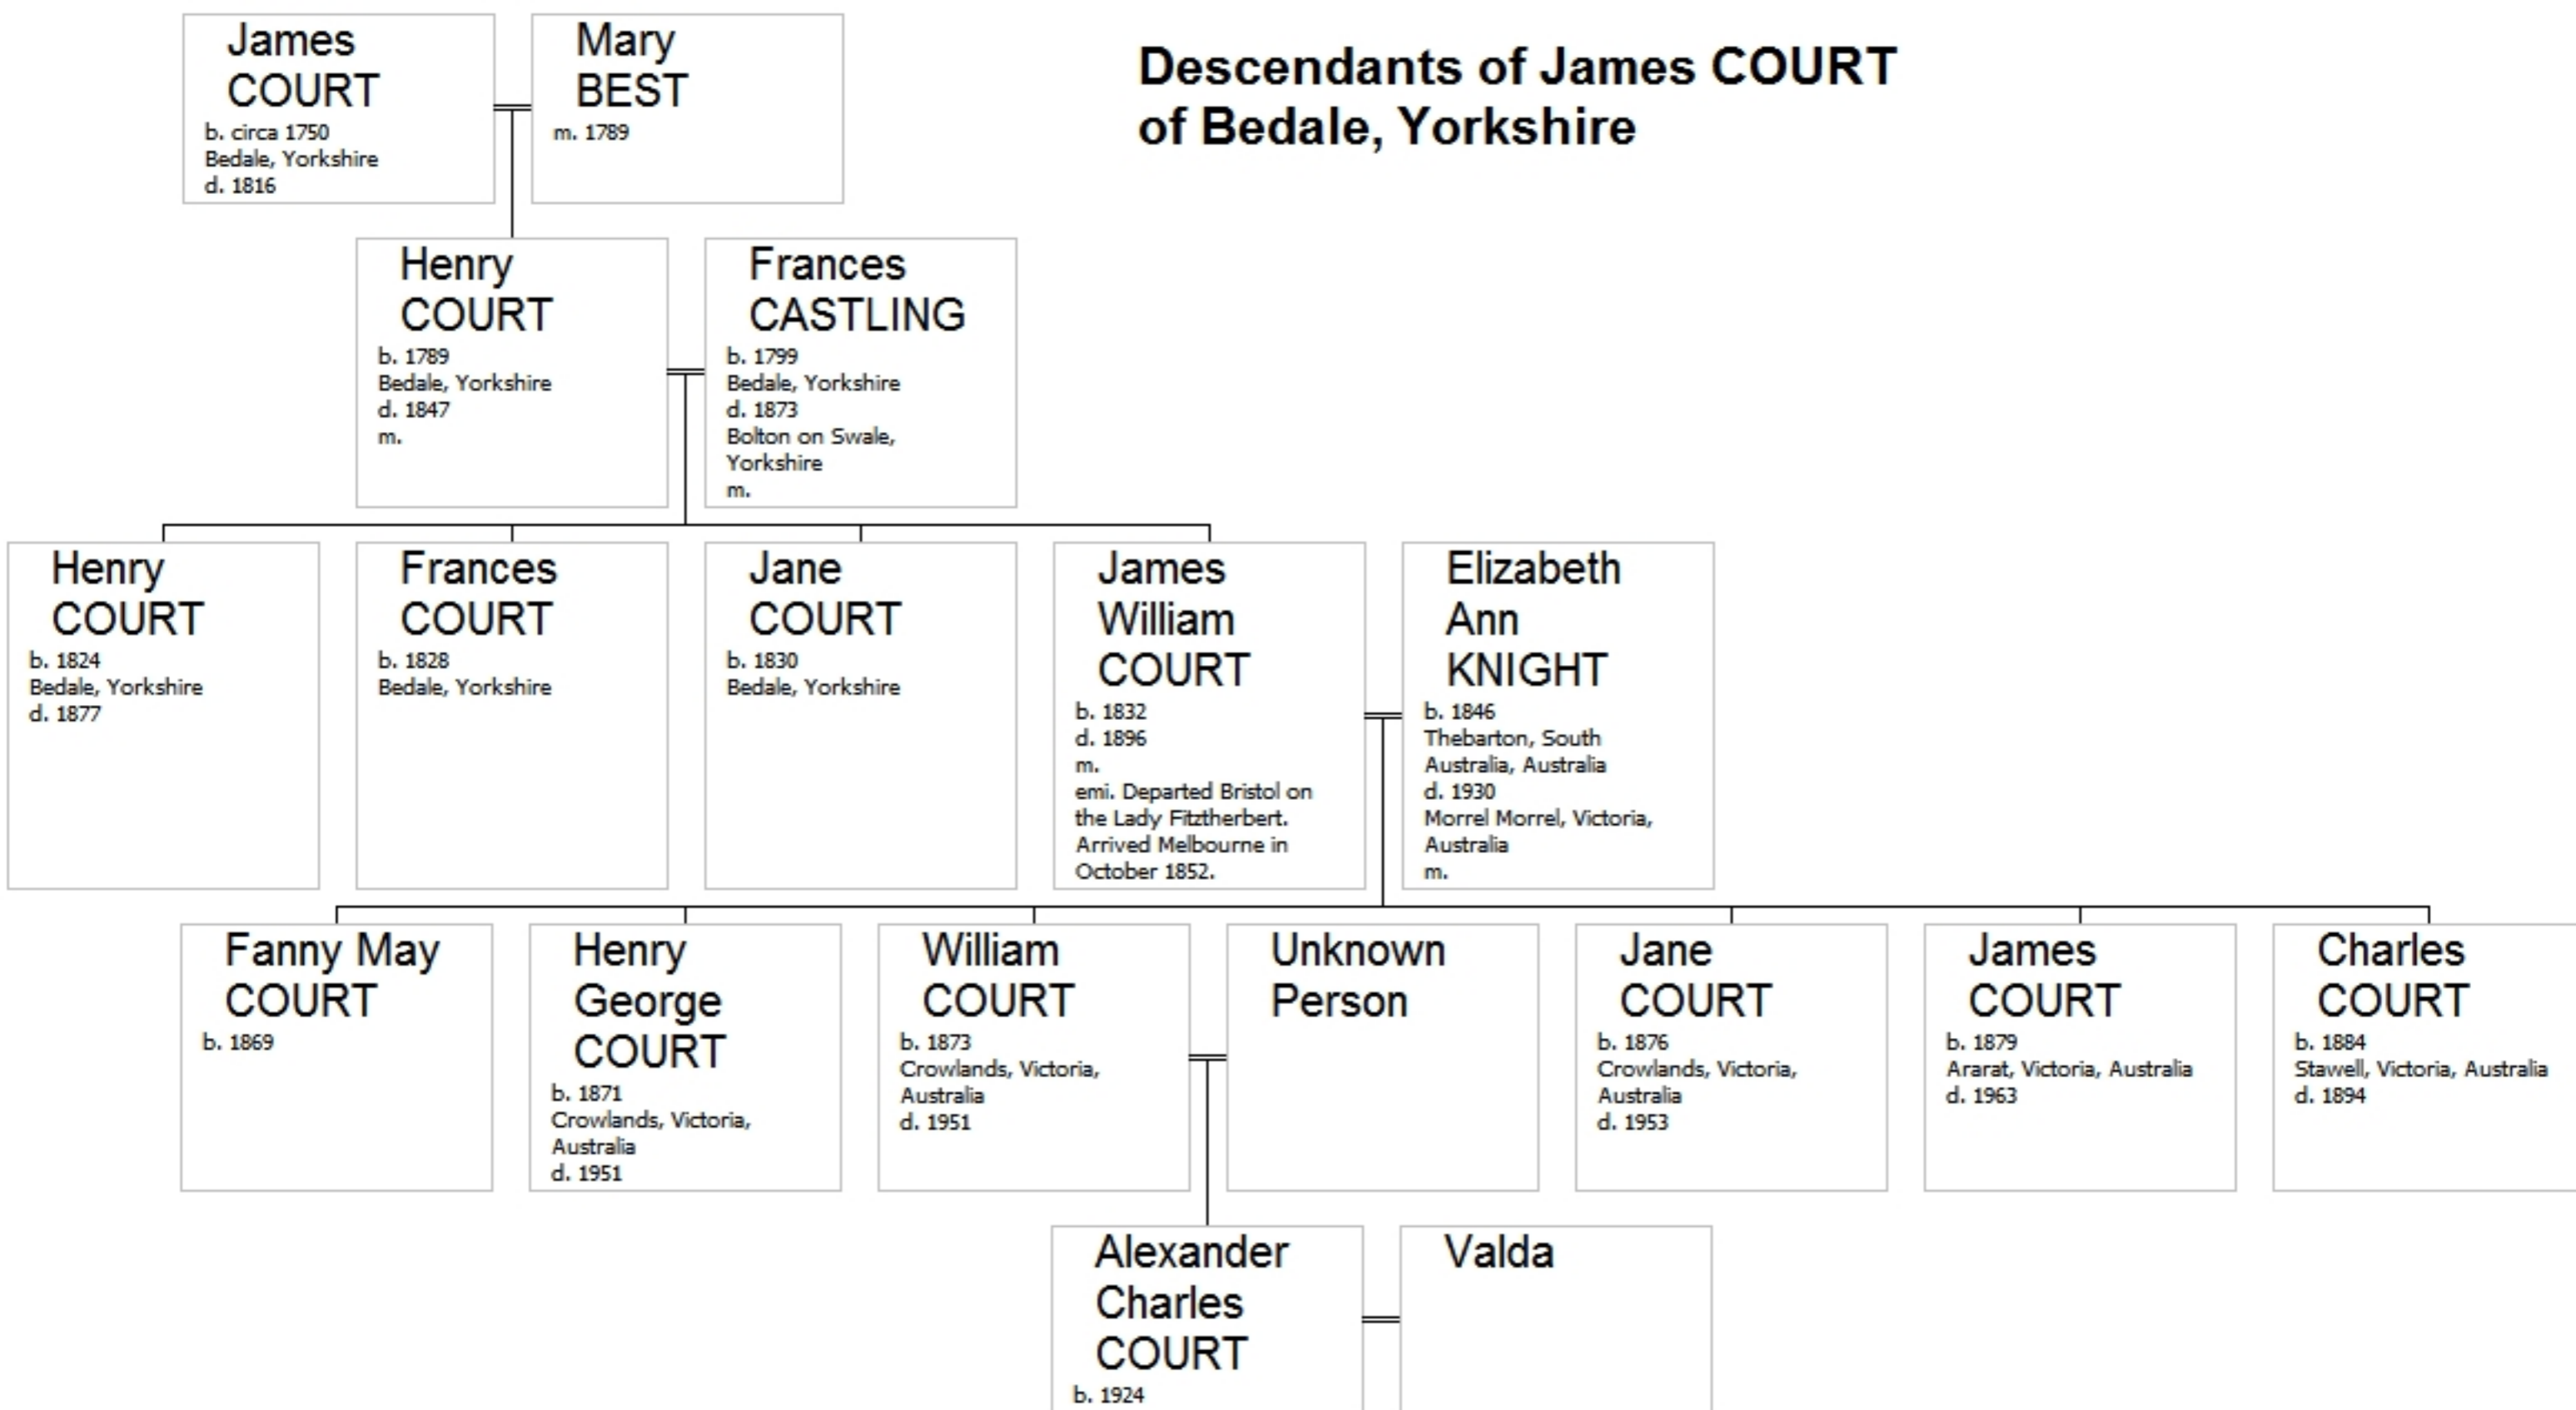 Descendants of James COURT
of Bedale, Yorkshire
James
COURT
b. circa 1750
Bedale, Yorkshire
d. 1816
Mary
BEST
m. 1789
Henry
COURT
b. 1789
Bedale, Yorkshire
d. 1847
m.
Frances
CASTLING
b. 1799
Bedale, Yorkshire
d. 1873
Bolton on Swale,
Yorkshire
m.
Henry
COURT
b. 1824
Bedale, Yorkshire
d. 1877
Frances
COURT
b. 1828
Bedale, Yorkshire
Jane
COURT
b. 1830
Bedale, Yorkshire
James
William
COURT
b. 1832
d. 1896
m.
emi. Departed Bristol on
the Lady Fitztherbert.
Arrived Melbourne in
October 1852.
Elizabeth
Ann
KNIGHT
b. 1846
Thebarton, South
Australia, Australia
d. 1930
Morrel Morrel, Victoria,
Australia
m.
Fanny May
COURT
b. 1869
Henry
George
COURT
b. 1871
Crowlands, Victoria,
Australia
d. 1951
William
COURT
b. 1873
Crowlands, Victoria,
Australia
d. 1951
Unknown
Person
Jane
COURT
b. 1876
Crowlands, Victoria,
Australia
d. 1953
James
COURT
b. 1879
Ararat, Victoria, Australia
d. 1963
Charles
COURT
b. 1884
Stawell, Victoria, Australia
d. 1894
Alexander
Charles
COURT
b. 1924
Valda